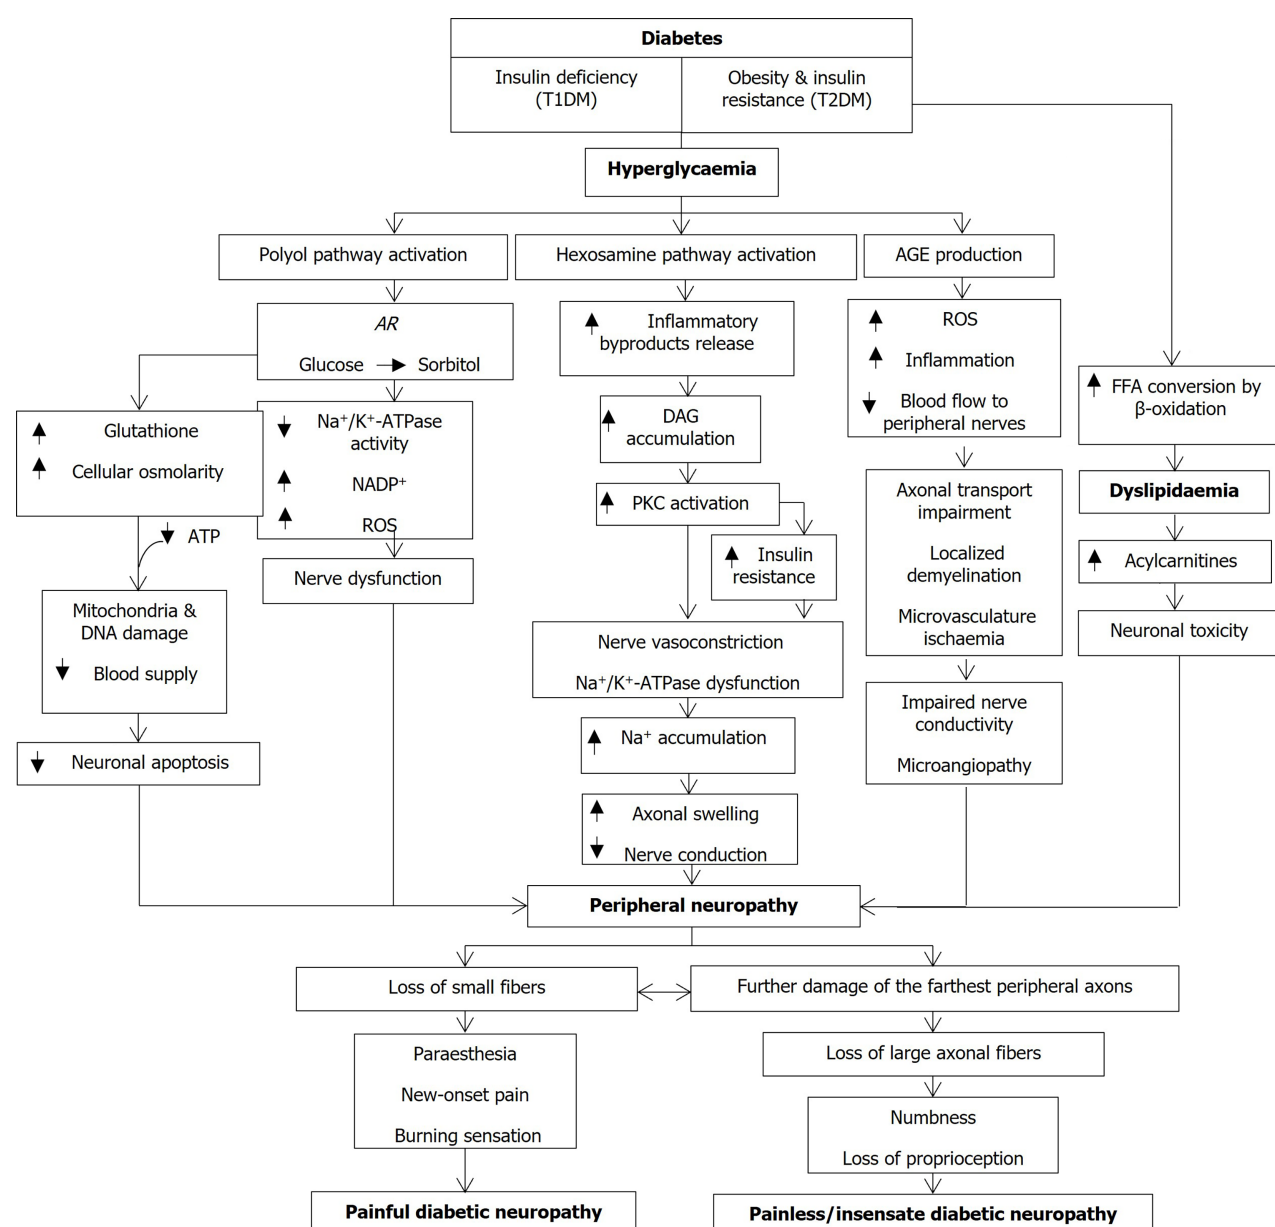 Diabetes
Insulin deficiency
(T1DM)
Obesity & insulin
resistance (T2DM)
Hyperglycaemia
Polyol pathway activation
Hexosamine pathway activation
AGE production
AR
Glucose
Sorbitol
Inflammatory
byproducts release
ROS
Inflammation
Blood flow to
peripheral nerves
FFA conversion by
β-oxidation
Glutathione
Cellular osmolarity
Na⁺/K⁺-ATPase
activity
NADP⁺
ROS
DAG
accumulation
PKC activation
Insulin
resistance
Axonal transport
impairment
Localized
demyelination
Microvasculature
ischaemia
Dyslipidaemia
Acylcarnitines
Neuronal toxicity
ATP
Nerve dysfunction
Mitochondria &
DNA damage
Blood supply
Nerve vasoconstriction
Na⁺/K⁺-ATPase dysfunction
Impaired nerve
conductivity
Microangiopathy
Neuronal apoptosis
Na⁺ accumulation
Axonal swelling
Nerve conduction
Peripheral neuropathy
Loss of small fibers
Further damage of the farthest peripheral axons
Paraesthesia
New-onset pain
Burning sensation
Loss of large axonal fibers
Numbness
Loss of proprioception
Painful diabetic neuropathy
Painless/insensate diabetic neuropathy